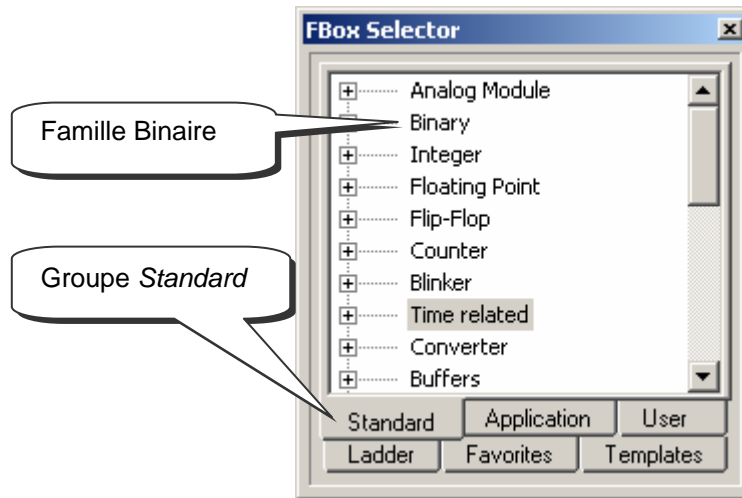 FBox Selector
Analog Module
Famille Binaire
Binary
Integer
Floating Point
Flip-Flop
Counter
Groupe Standard
Blinker
Time related
Converter
Buffers
Standard Application User
Ladder Favorites Templates